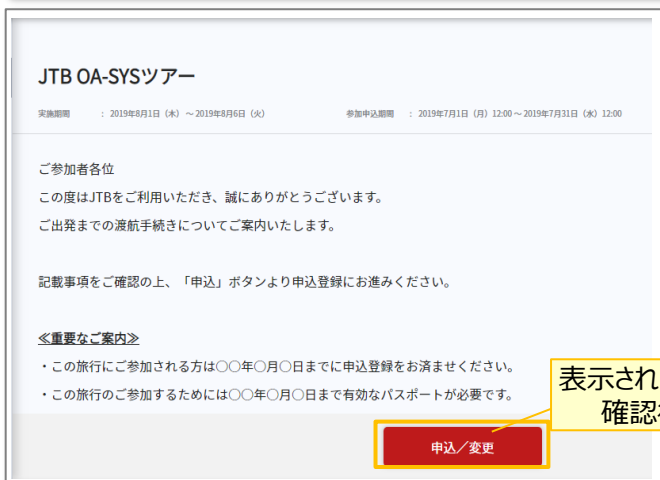 JTB OA-SYSツアー
実施期間 : 2019年8月1日（木）～2019年8月6日（火） 参加申込期間 : 2019年7月1日（月）12:00～2019年7月31日（水）12:00
ご参加者各位
この度はJTBをご利用いただき、誠にありがとうございます。
ご出発までの渡航手続きについてご案内いたします。
記載事項をご確認の上、「申込」ボタンより申込登録にお進みください。
≪重要なご案内≫
・この旅行にご参加される方は〇〇年〇月〇日までに申込登録をお済ませください。
・この旅行のご参加するためには〇〇年〇月〇日まで有効なパスポートが必要です。
表示され
確認
申込／変更